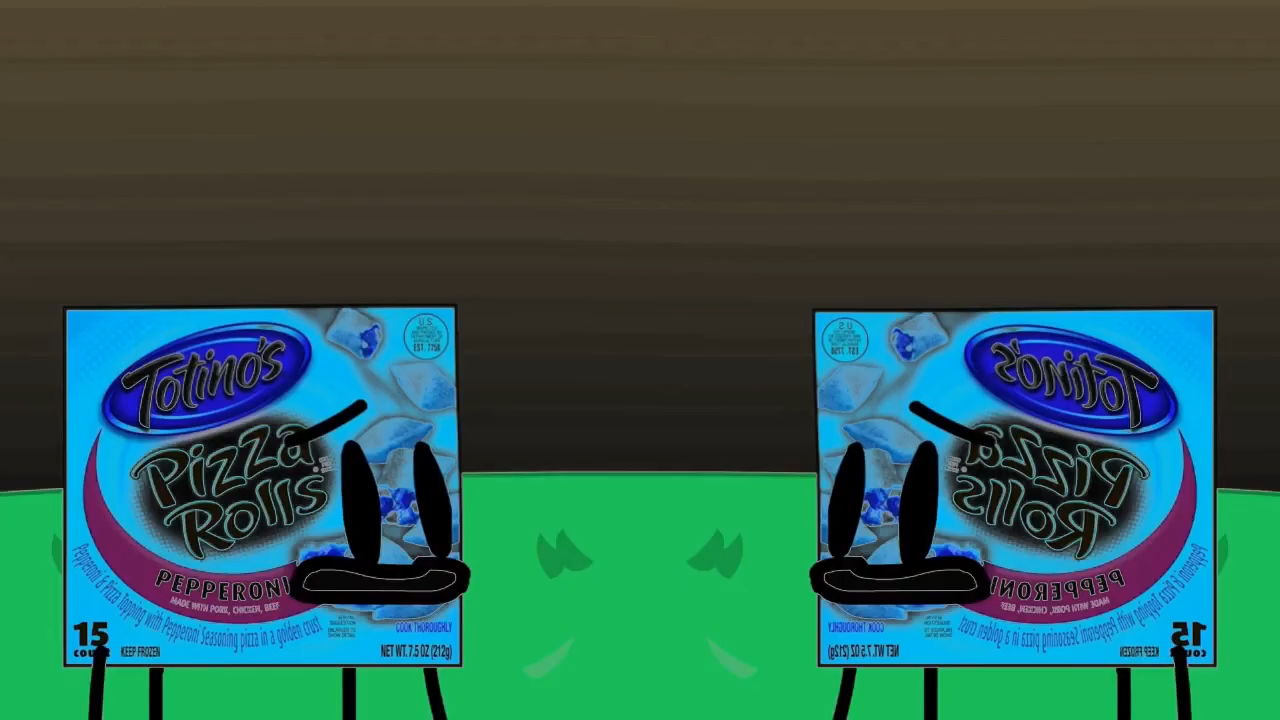 Totino's
Pizza
Rolls
PEPPERONI
MADE WITH PORK, CHICKEN, BEEF
Pepperoni & Pizza Topping with Pepperoni Seasoning pizza in a golden crust
15
COUNT
KEEP FROZEN
COOK THOROUGHLY
NET WT. 7.5 OZ (212g)
Totino's
Pizza
Rolls
PEPPERONI
MADE WITH PORK, CHICKEN, BEEF
Pepperoni & Pizza Topping with Pepperoni Seasoning pizza in a golden crust
15
KEEP FROZEN
COOK THOROUGHLY
NET WT. 7.5 OZ (212g)